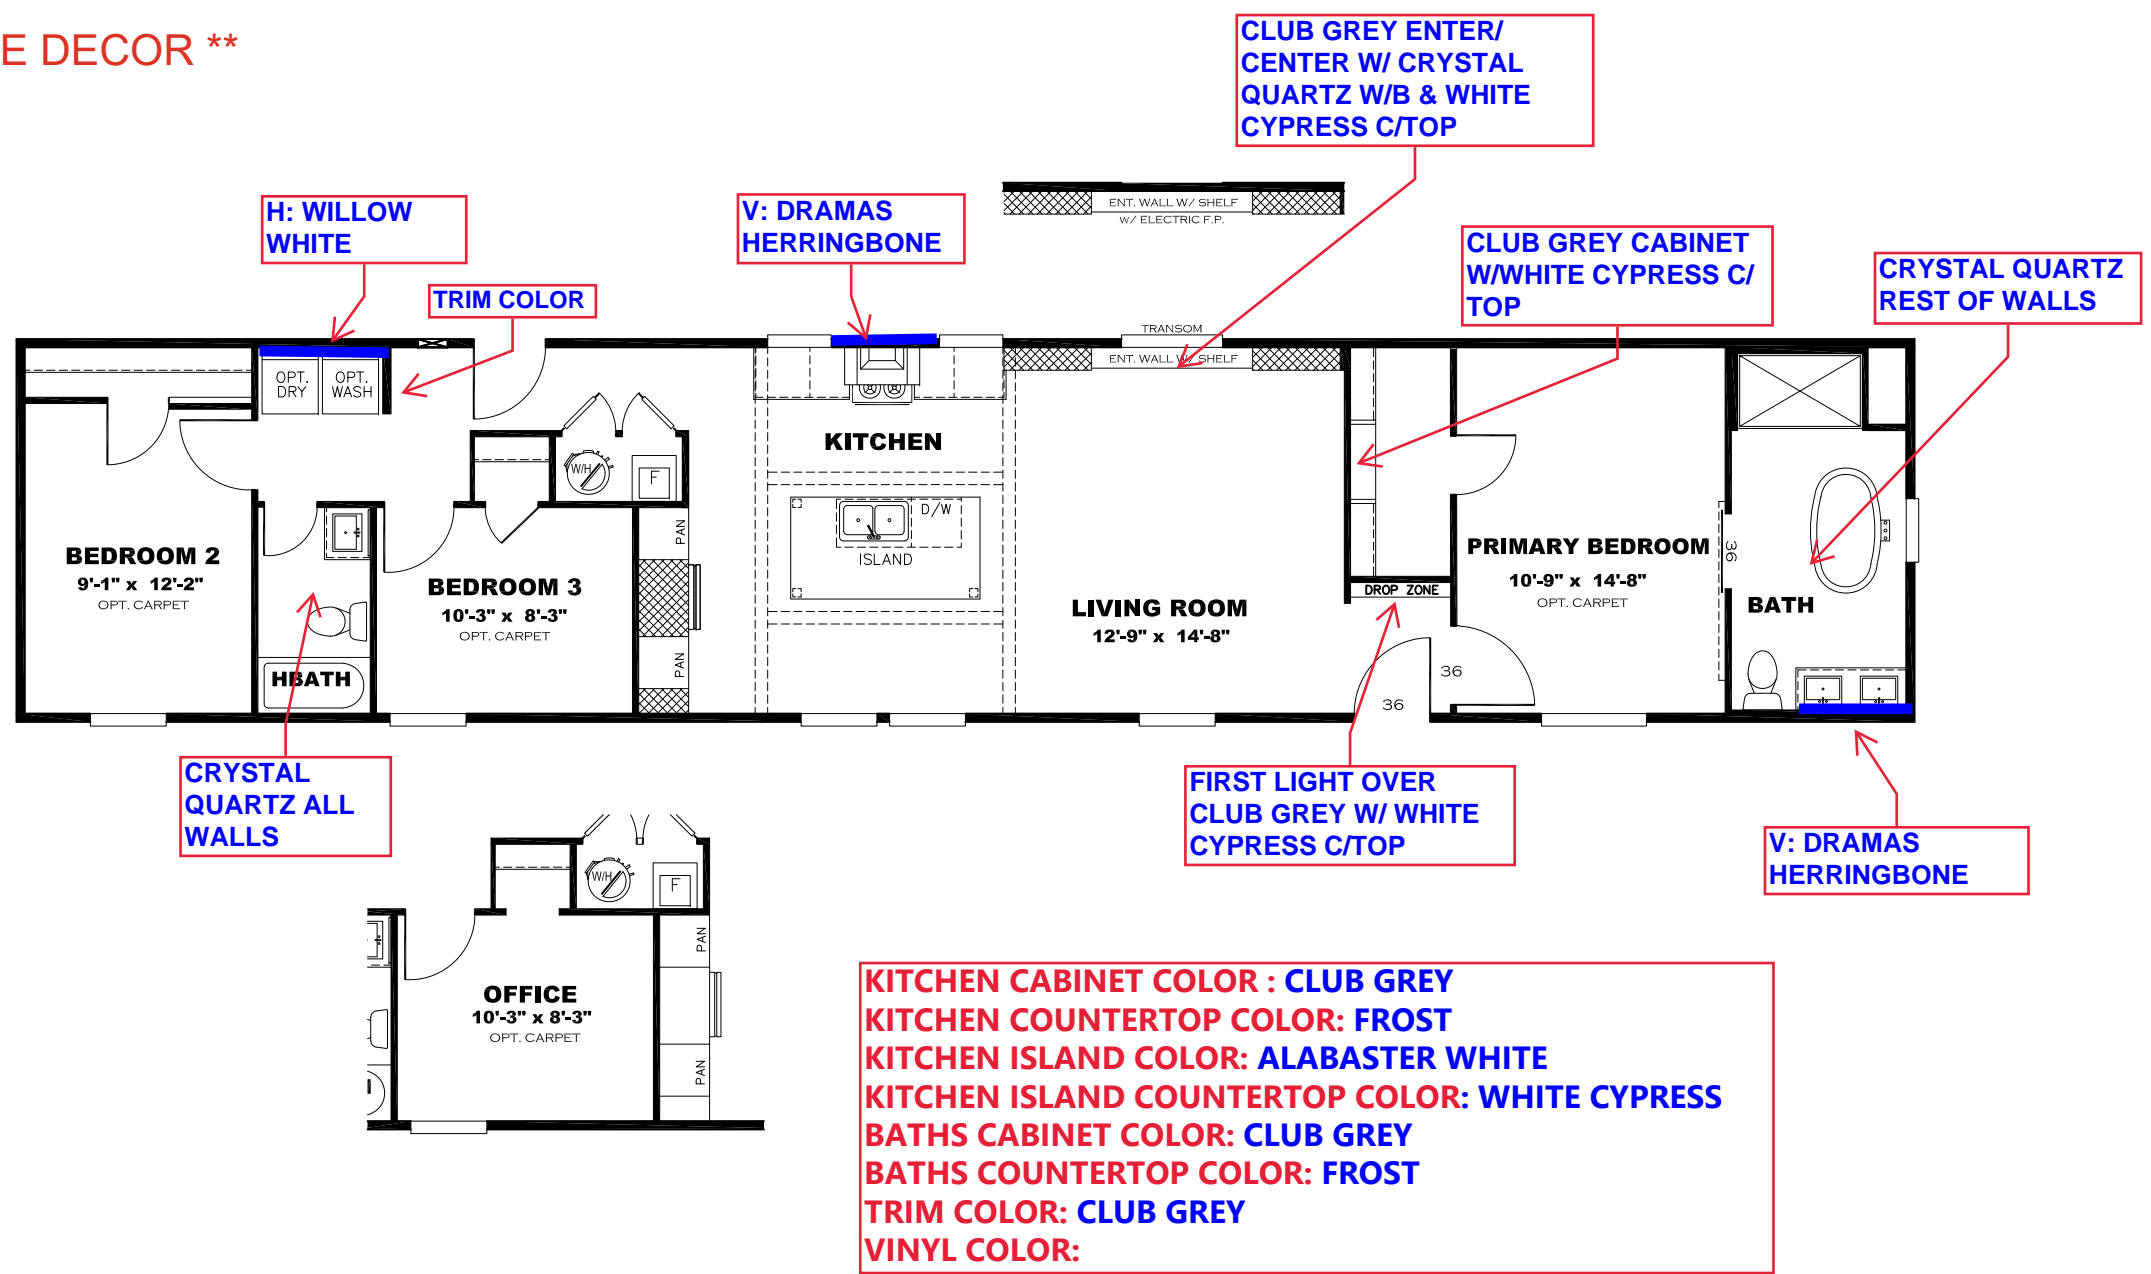 E DECOR **
CLUB GREY ENTER/
CENTER W/ CRYSTAL
QUARTZ W/B & WHITE
CYPRESS C/TOP
H: WILLOW
WHITE
V: DRAMAS
HERRINGBONE
ENT. WALL W/ SHELF
W/ ELECTRIC F.P.
CLUB GREY CABINET
W/WHITE CYPRESS C/
TOP
CRYSTAL QUARTZ
REST OF WALLS
TRIM COLOR
TRANSOM
ENT. WALL W/ SHELF
OPT.
DRY
OPT.
WASH
KITCHEN
W/H
F
D/W
ISLAND
PAN
PAN
BEDROOM 2
9'-1" x 12'-2"
OPT. CARPET
BEDROOM 3
10'-3" x 8'-3"
OPT. CARPET
HBATH
LIVING ROOM
12'-9" x 14'-8"
DROP ZONE
PRIMARY BEDROOM
10'-9" x 14'-8"
OPT. CARPET
36
BATH
36
36
CRYSTAL
QUARTZ ALL
WALLS
FIRST LIGHT OVER
CLUB GREY W/ WHITE
CYPRESS C/TOP
V: DRAMAS
HERRINGBONE
W/H
F
PAN
PAN
OFFICE
10'-3" x 8'-3"
OPT. CARPET
KITCHEN CABINET COLOR : CLUB GREY
KITCHEN COUNTERTOP COLOR: FROST
KITCHEN ISLAND COLOR: ALABASTER WHITE
KITCHEN ISLAND COUNTERTOP COLOR: WHITE CYPRESS
BATHS CABINET COLOR: CLUB GREY
BATHS COUNTERTOP COLOR: FROST
TRIM COLOR: CLUB GREY
VINYL COLOR: